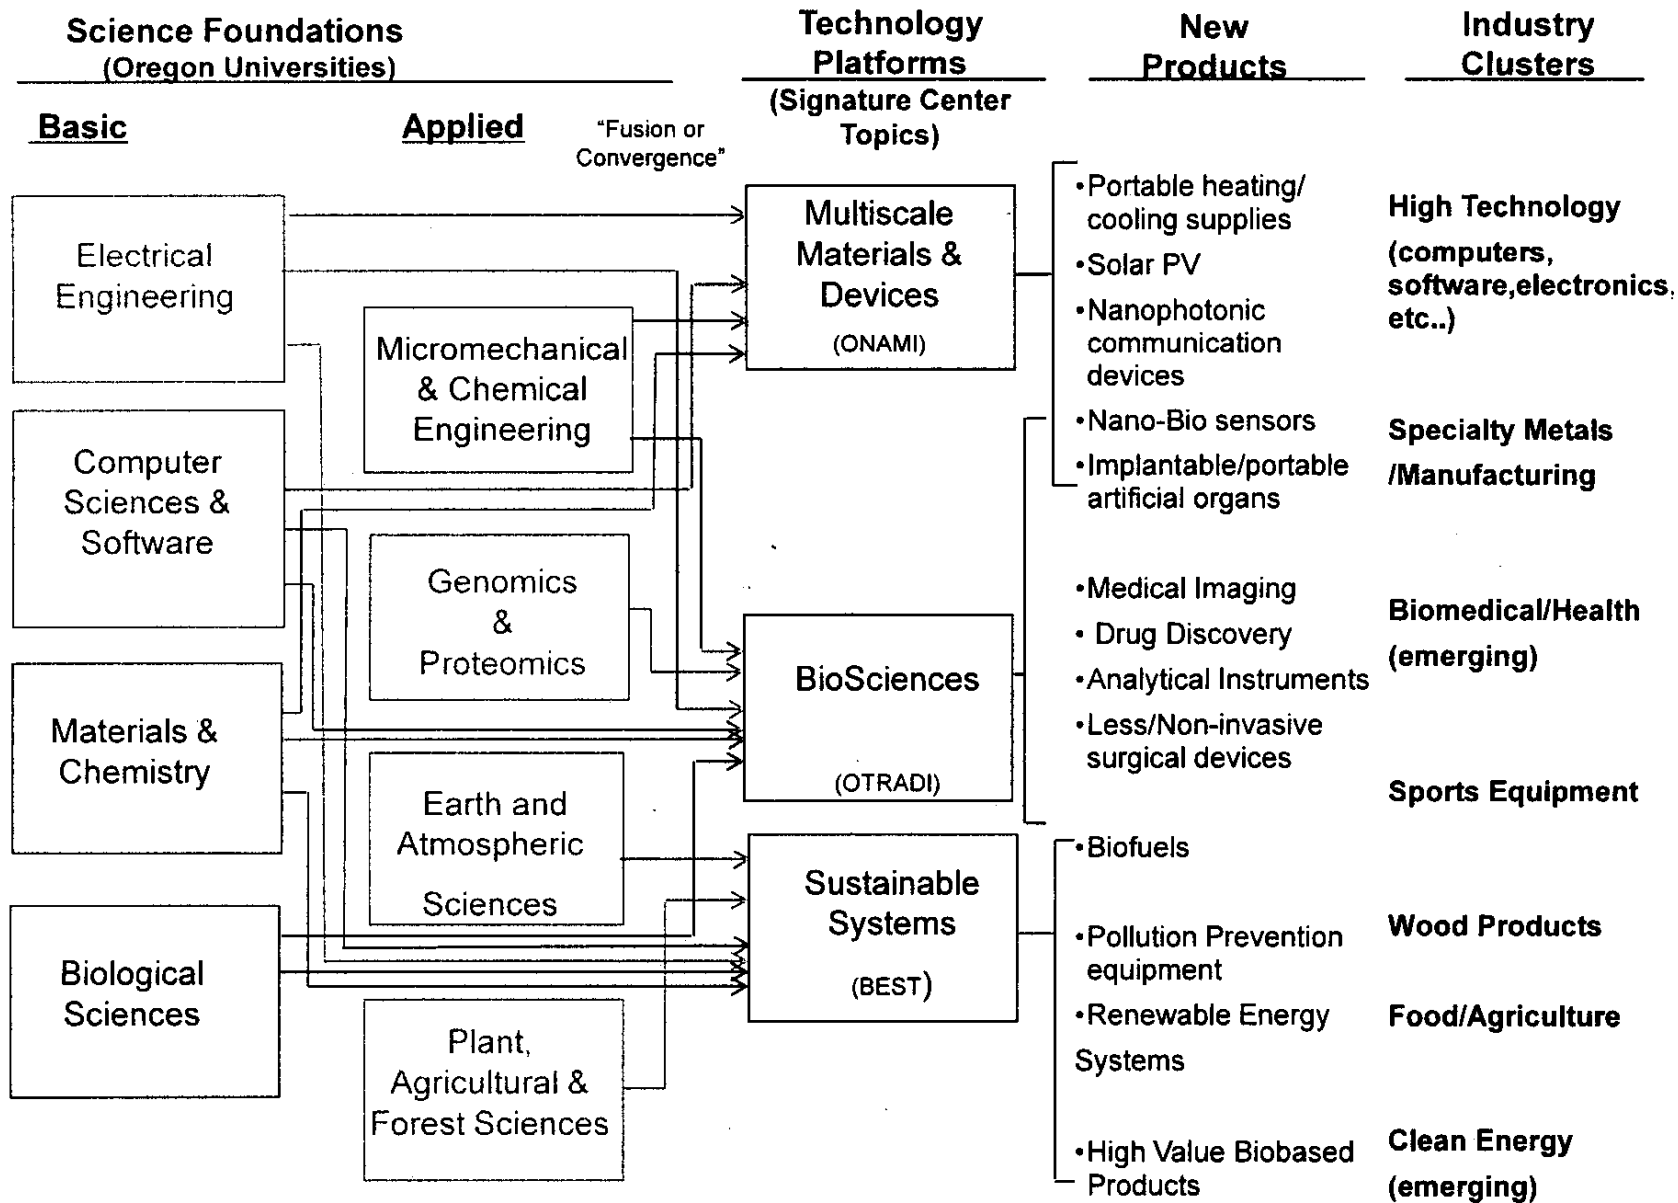 Science Foundations
(Oregon Universities)
Basic
Applied
"Fusion or
Convergence"
Technology
Platforms
(Signature Center
Topics)
New
Products
Industry
Clusters
Electrical
Engineering
Computer
Sciences &
Software
Materials &
Chemistry
Biological
Sciences
Micromechanical
& Chemical
Engineering
Genomics
&
Proteomics
Earth and
Atmospheric
Sciences
Plant,
Agricultural &
Forest Sciences
Multiscale
Materials &
Devices
(ONAMI)
BioSciences
(OTRADI)
Sustainable
Systems
(BEST)
•Portable heating/
cooling supplies
•Solar PV
•Nanophotonic
communication
devices
•Nano-Bio sensors
•Implantable/portable
artificial organs
•Medical Imaging
• Drug Discovery
•Analytical Instruments
•Less/Non-invasive
surgical devices
•Biofuels
•Pollution Prevention
equipment
•Renewable Energy
Systems
•High Value Biobased
Products
High Technology
(computers,
software,electronics,
etc..)
Specialty Metals
/Manufacturing
Biomedical/Health
(emerging)
Sports Equipment
Wood Products
Food/Agriculture
Clean Energy
(emerging)